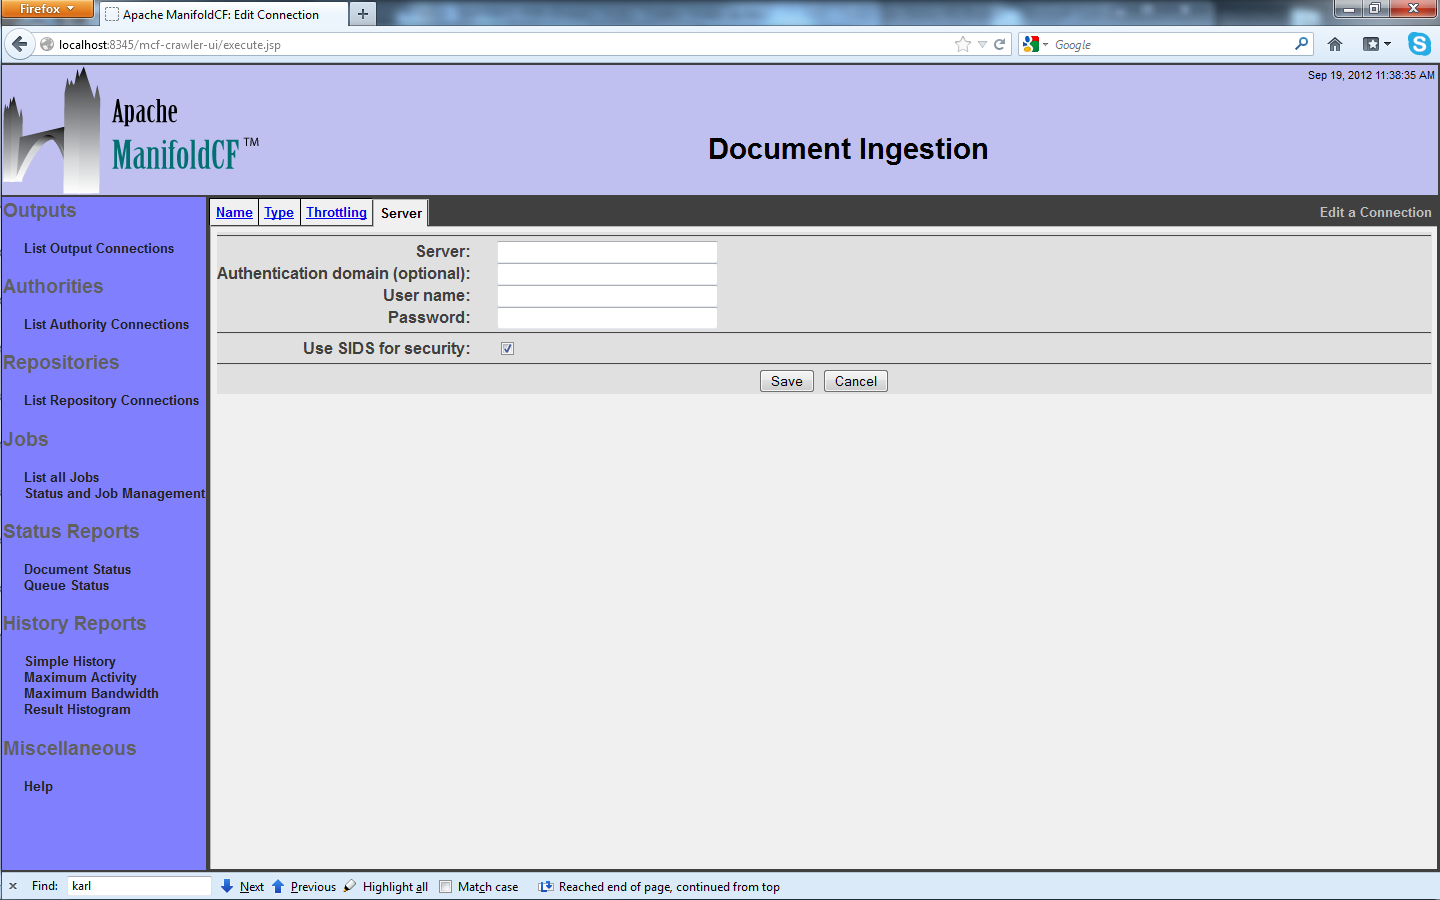 Firefox
Apache ManifoldCF: Edit Connection
localhost:8345/mcf-crawler-ui/execute.jsp
Google
Sep 19, 2012 11:38:35 AM
Apache
ManifoldCF™
Document Ingestion
Outputs
List Output Connections
Authorities
List Authority Connections
Repositories
List Repository Connections
Jobs
List all Jobs
Status and Job Management
Status Reports
Document Status
Queue Status
History Reports
Simple History
Maximum Activity
Maximum Bandwidth
Result Histogram
Miscellaneous
Help
Name Type Throttling Server
Edit a Connection
Server:
Authentication domain (optional):
User name:
Password:
Use SIDS for security:
Save Cancel
Find: karl Next Previous Highlight all Match case Reached end of page, continued from top